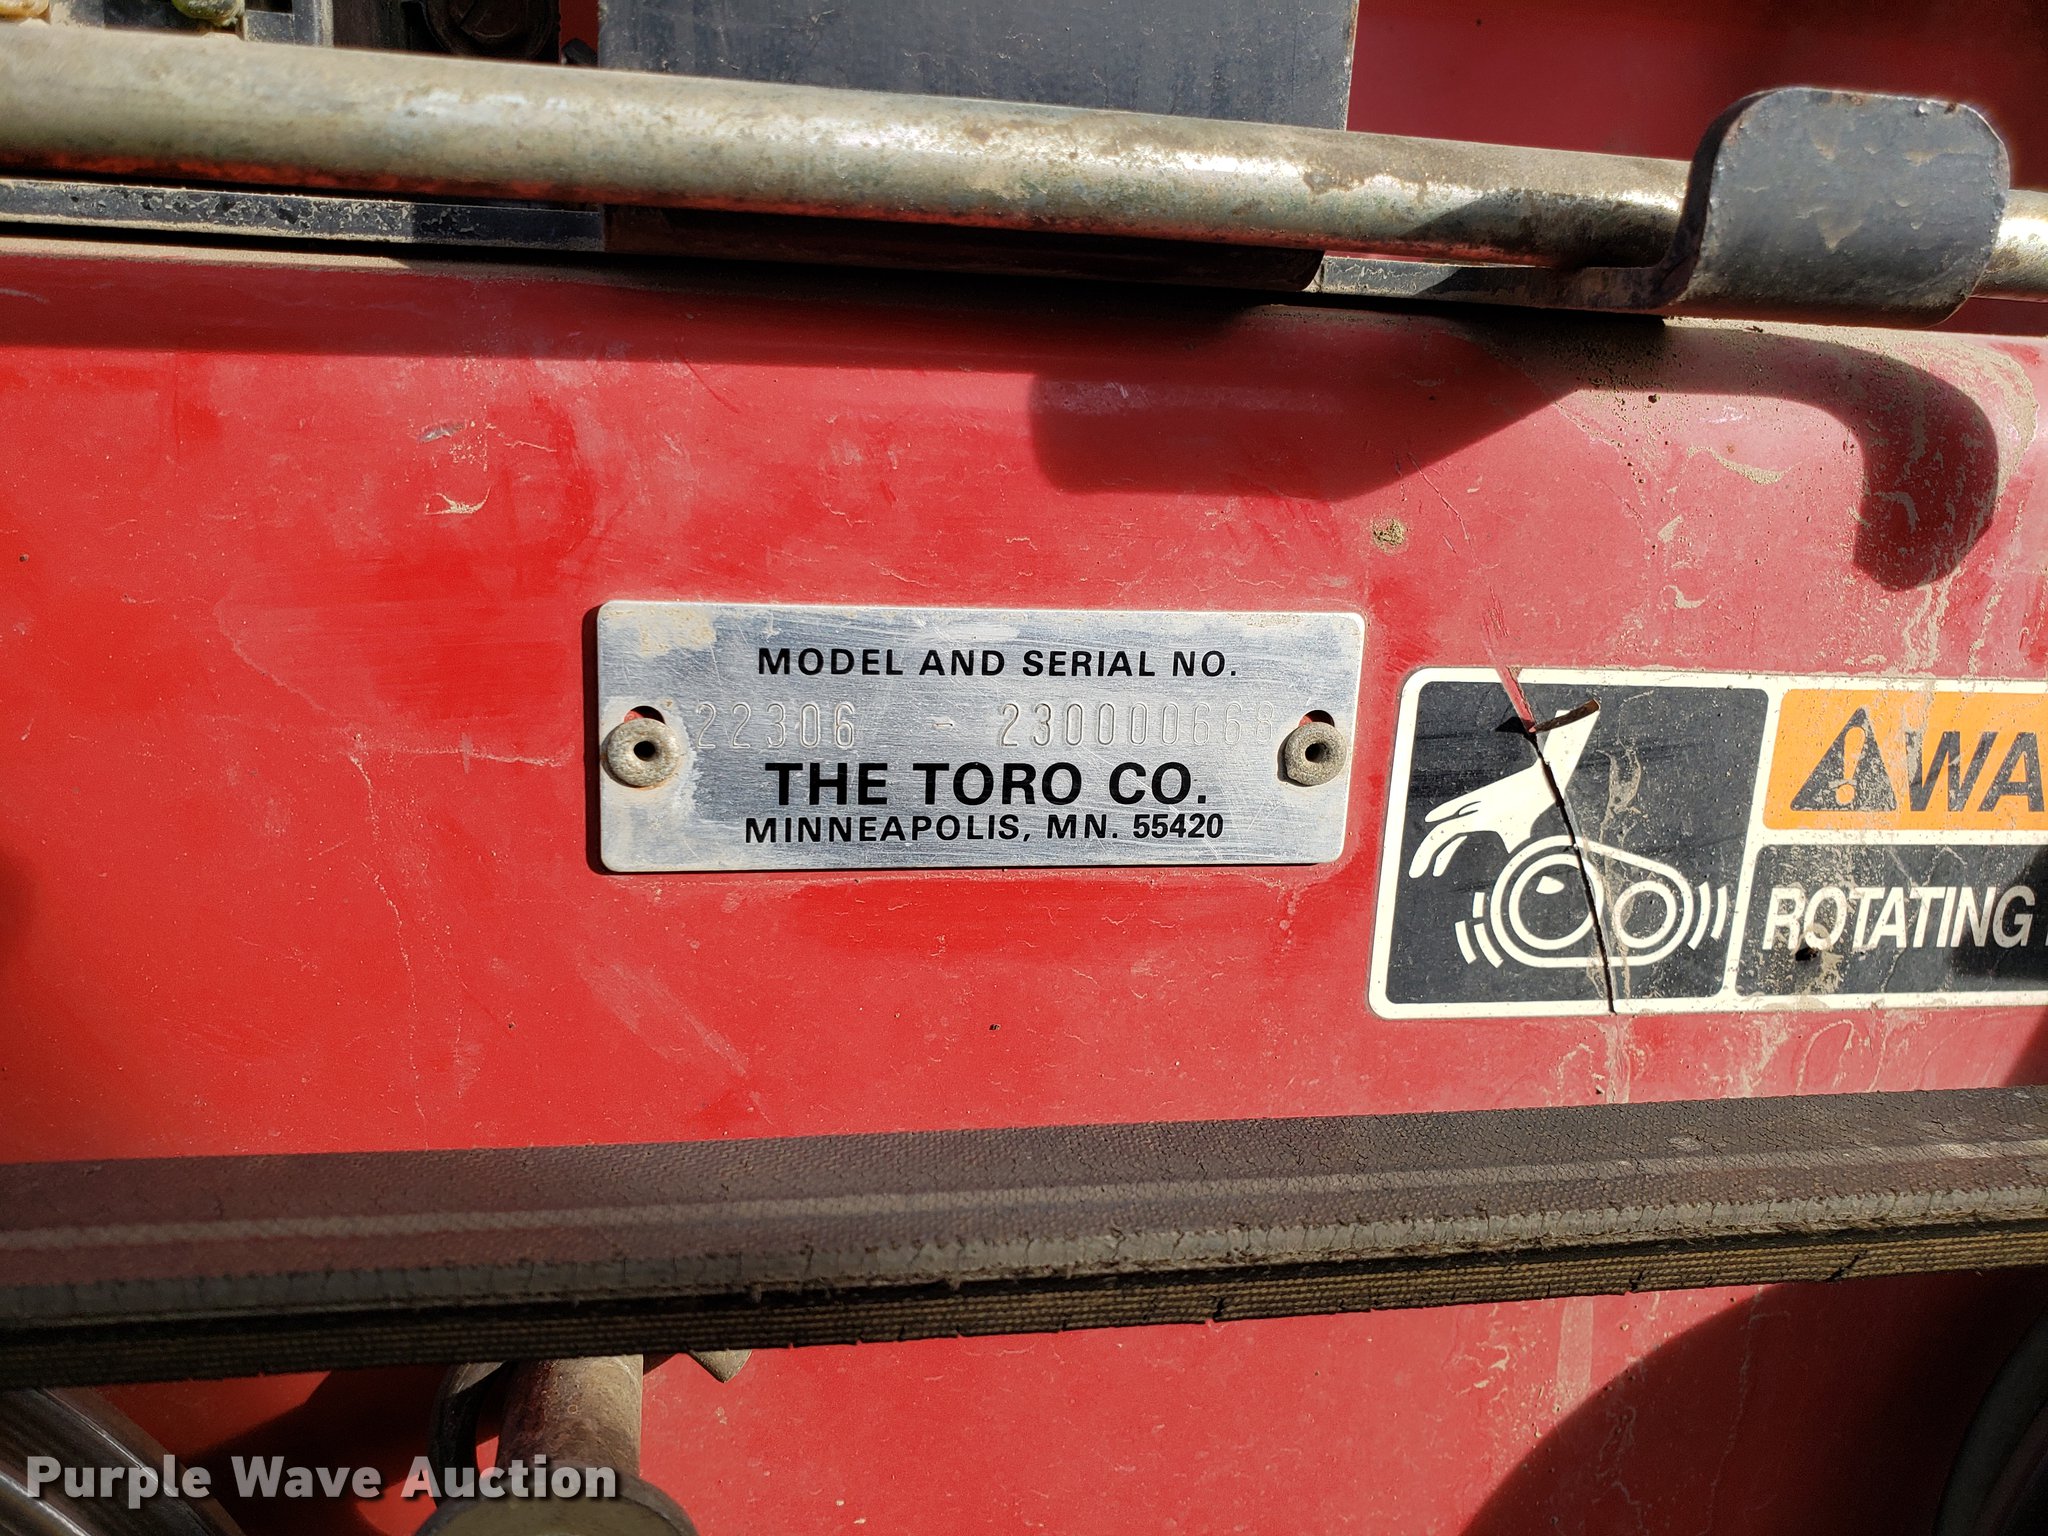 MODEL AND SERIAL NO.
22306 - 230000668
THE TORO CO.
MINNEAPOLIS, MN. 55420
WA
ROTATING
Purple Wave Auction